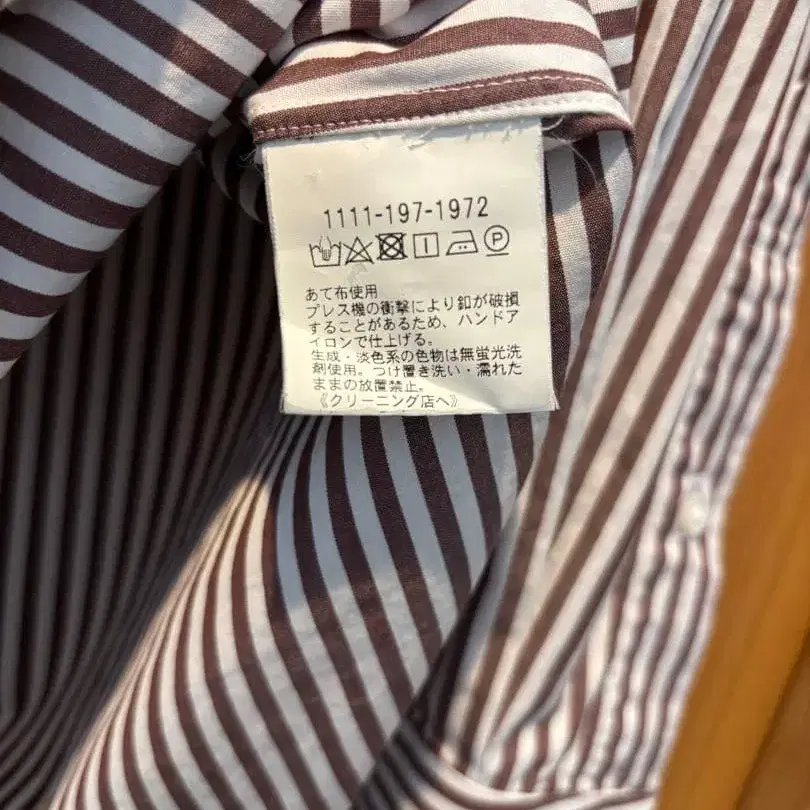 1111-197-1972
P
あて布使用
プレス機の衝撃により釦が破損
することがあるため、ハンドア
イロンで仕上げる。
生成・淡色系の色物は無蛍光洗
剤使用。つけ置き洗い・濡れた
ままの放置禁止。
《クリーニング店へ》